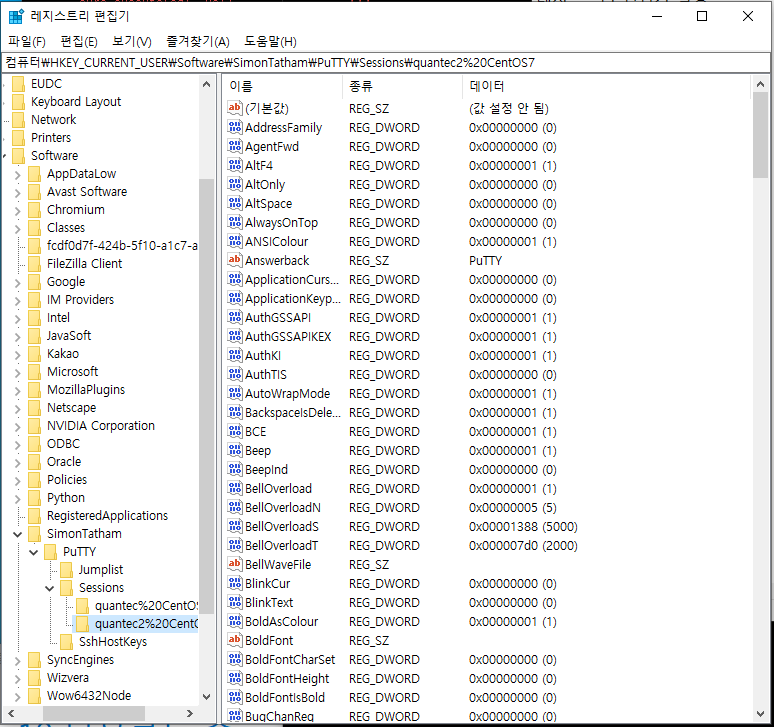 레지스트리 편집기
파일(F) 편집(E) 보기(V) 즐겨찾기(A) 도움말(H)
컴퓨터₩HKEY_CURRENT_USER₩Software₩SimonTatham₩PuTTY₩Sessions₩quantec2%20CentOS7
EUDC
Keyboard Layout
Network
Printers
Software
AppDataLow
Avast Software
Chromium
Classes
fcdf0d7f-424b-5f10-a1c7-a
FileZilla Client
Google
IM Providers
Intel
JavaSoft
Kakao
Microsoft
MozillaPlugins
Netscape
NVIDIA Corporation
ODBC
Oracle
Policies
Python
RegisteredApplications
SimonTatham
PuTTY
Jumplist
Sessions
quantec%20CentOS
quantec2%20CentO
SshHostKeys
SyncEngines
Wizvera
Wow6432Node
이름 종류 데이터
(기본값) REG_SZ (값 설정 안 됨)
AddressFamily REG_DWORD 0x00000000 (0)
AgentFwd REG_DWORD 0x00000000 (0)
AltF4 REG_DWORD 0x00000001 (1)
AltOnly REG_DWORD 0x00000000 (0)
AltSpace REG_DWORD 0x00000000 (0)
AlwaysOnTop REG_DWORD 0x00000000 (0)
ANSIColour REG_DWORD 0x00000001 (1)
Answerback REG_SZ PuTTY
ApplicationCurs... REG_DWORD 0x00000000 (0)
ApplicationKeyp... REG_DWORD 0x00000000 (0)
AuthGSSAPI REG_DWORD 0x00000001 (1)
AuthGSSAPIKEX REG_DWORD 0x00000001 (1)
AuthKI REG_DWORD 0x00000001 (1)
AuthTIS REG_DWORD 0x00000000 (0)
AutoWrapMode REG_DWORD 0x00000001 (1)
BackspaceIsDele... REG_DWORD 0x00000001 (1)
BCE REG_DWORD 0x00000001 (1)
Beep REG_DWORD 0x00000001 (1)
BeepInd REG_DWORD 0x00000000 (0)
BellOverload REG_DWORD 0x00000001 (1)
BellOverloadN REG_DWORD 0x00000005 (5)
BellOverloadS REG_DWORD 0x00001388 (5000)
BellOverloadT REG_DWORD 0x000007d0 (2000)
BellWaveFile REG_SZ
BlinkCur REG_DWORD 0x00000000 (0)
BlinkText REG_DWORD 0x00000000 (0)
BoldAsColour REG_DWORD 0x00000001 (1)
BoldFont REG_SZ
BoldFontCharSet REG_DWORD 0x00000000 (0)
BoldFontHeight REG_DWORD 0x00000000 (0)
BoldFontIsBold REG_DWORD 0x00000000 (0)
BugChanReq REG_DWORD 0x00000000 (0)